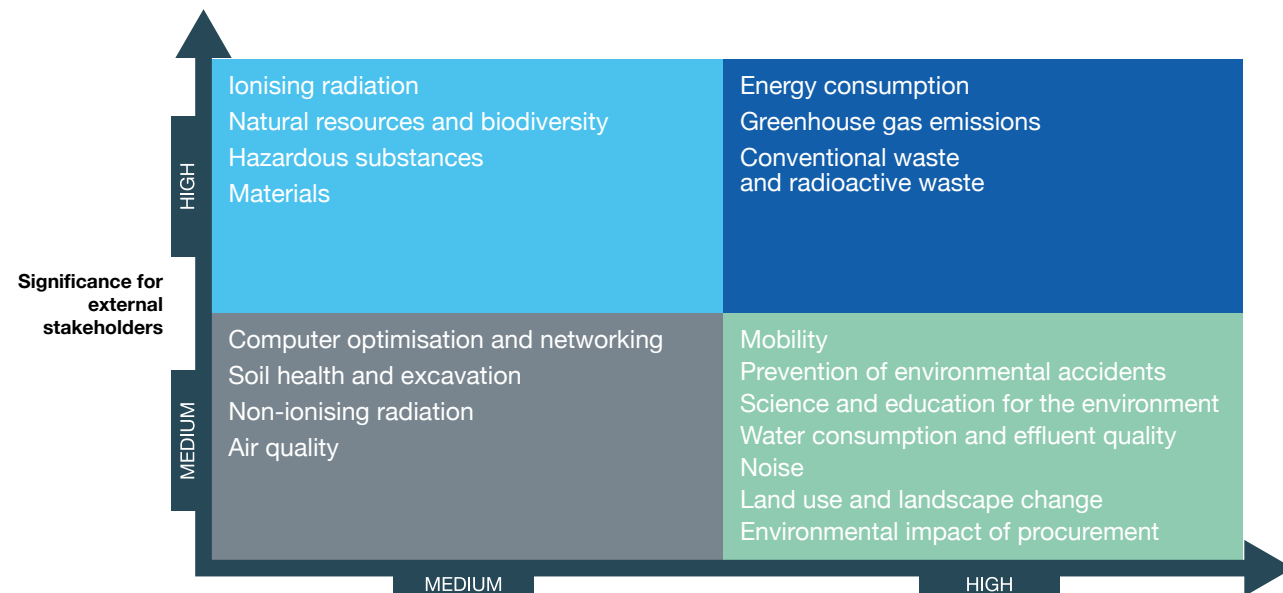 Ionising radiation
Natural resources and biodiversity
Hazardous substances
Materials
Energy consumption
Greenhouse gas emissions
Conventional waste
and radioactive waste
HIGH
Significance for
external
stakeholders
Computer optimisation and networking
Soil health and excavation
Non-ionising radiation
Air quality
Mobility
Prevention of environmental accidents
Science and education for the environment
Water consumption and effluent quality
Noise
Land use and landscape change
Environmental impact of procurement
MEDIUM
MEDIUM
HIGH